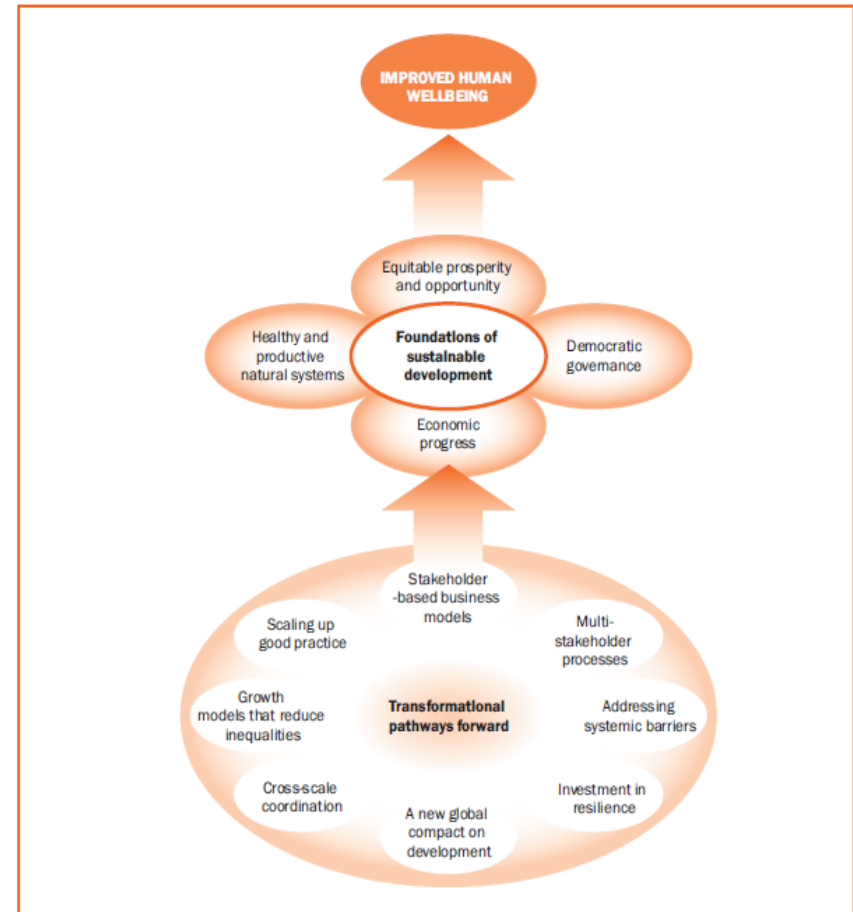 IMPROVED HUMAN
WELLBEING
Equitable prosperity
and opportunity
Healthy and
productive
natural systems
Foundations of
sustainable
development
Democratic
governance
Economic
progress
Stakeholder
-based business
models
Scaling up
good practice
Multi-
stakeholder
processes
Growth
models that reduce
inequalities
Transformational
pathways forward
Addressing
systemic barriers
Cross-scale
coordination
A new global
compact on
development
Investment in
resilience